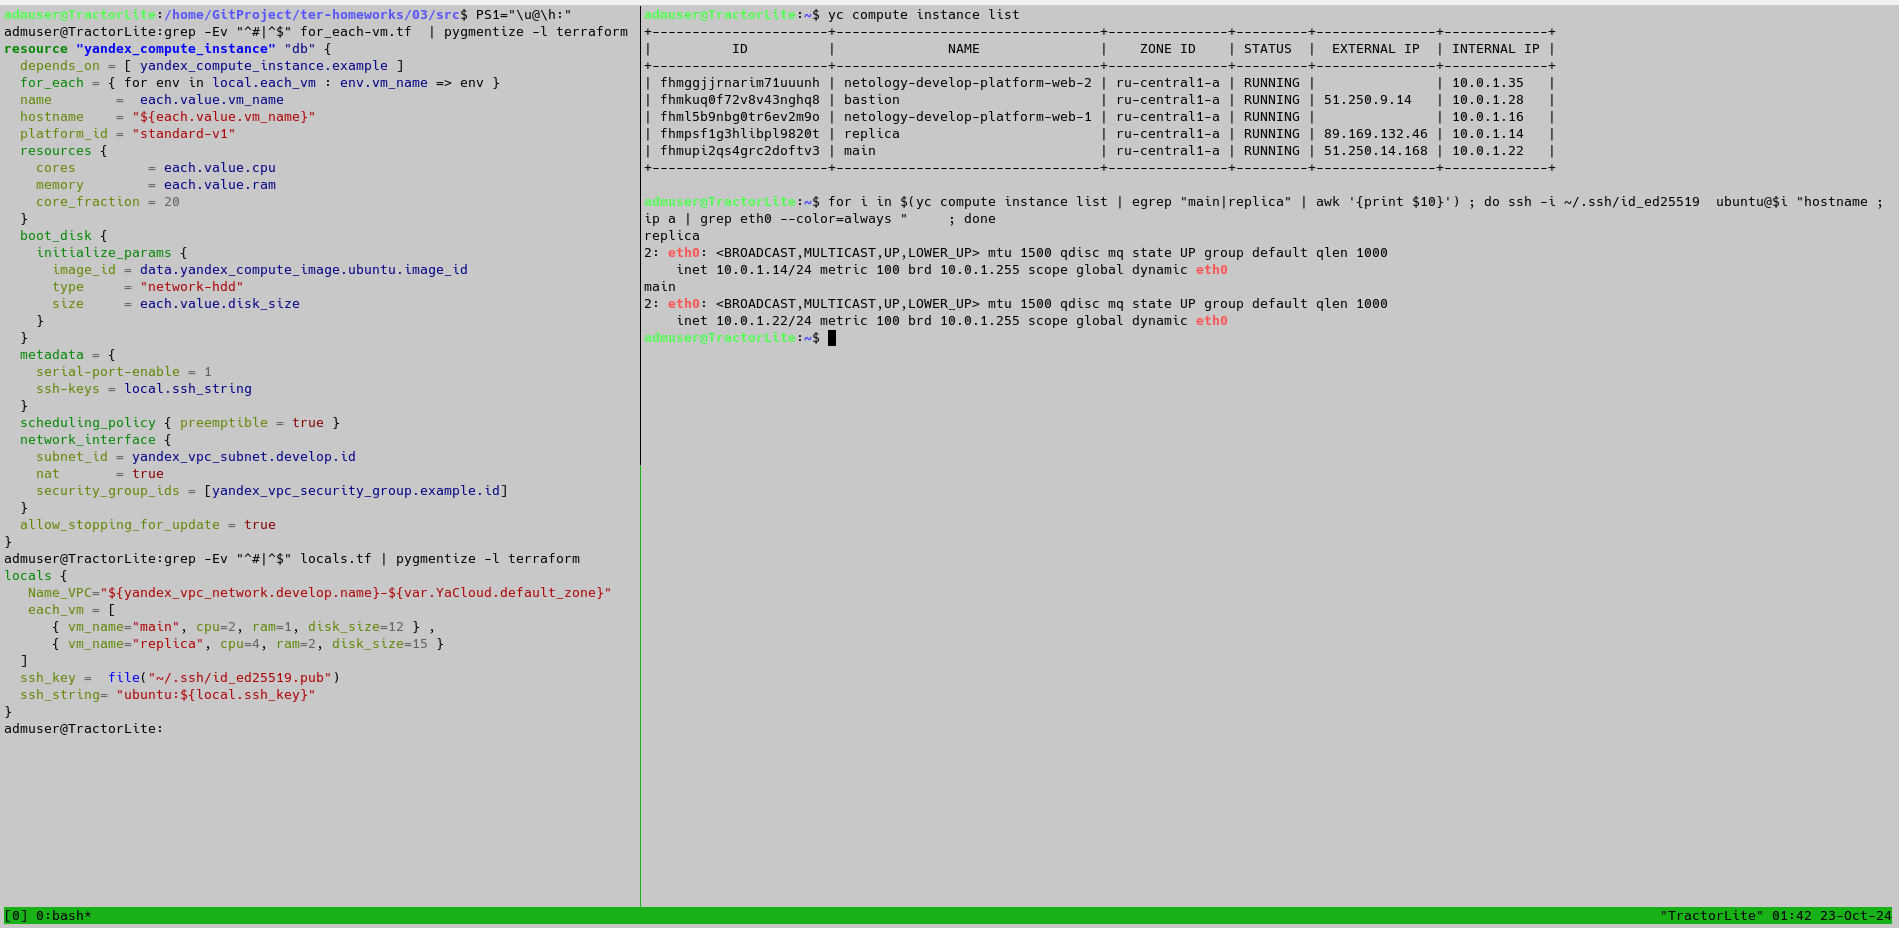 admuser@TractorLite:/home/GitProject/ter-homeworks/03/src$ PS1="\u@\h:"
admuser@TractorLite:grep -Ev "^#|^$" for_each-vm.tf  | pygmentize -l terraform
resource "yandex_compute_instance" "db" {
  depends_on = [ yandex_compute_instance.example ]
  for_each = { for env in local.each_vm : env.vm_name => env }
  name        =  each.value.vm_name
  hostname    = "${each.value.vm_name}"
  platform_id = "standard-v1"
  resources {
    cores         = each.value.cpu
    memory        = each.value.ram
    core_fraction = 20
  }
  boot_disk {
    initialize_params {
      image_id = data.yandex_compute_image.ubuntu.image_id
      type     = "network-hdd"
      size     = each.value.disk_size
    }
  }
  metadata = {
    serial-port-enable = 1
    ssh-keys = local.ssh_string
  }
  scheduling_policy { preemptible = true }
  network_interface {
    subnet_id = yandex_vpc_subnet.develop.id
    nat       = true
    security_group_ids = [yandex_vpc_security_group.example.id]
  }
  allow_stopping_for_update = true
}
admuser@TractorLite:grep -Ev "^#|^$" locals.tf | pygmentize -l terraform
locals {
   Name_VPC="${yandex_vpc_network.develop.name}-${var.YaCloud.default_zone}"
   each_vm = [
      { vm_name="main", cpu=2, ram=1, disk_size=12 } ,
      { vm_name="replica", cpu=4, ram=2, disk_size=15 }
  ]
  ssh_key =  file("~/.ssh/id_ed25519.pub")
  ssh_string= "ubuntu:${local.ssh_key}"
}
admuser@TractorLite:
admuser@TractorLite:~$ yc compute instance list
+----------------------+---------------------------------+---------------+---------+---------------+-------------+
|          ID          |              NAME               |    ZONE ID    | STATUS  |  EXTERNAL IP  | INTERNAL IP |
+----------------------+---------------------------------+---------------+---------+---------------+-------------+
| fhmggjjrnarim71uuunh | netology-develop-platform-web-2 | ru-central1-a | RUNNING |               | 10.0.1.35   |
| fhmkuq0f72v8v43nghq8 | bastion                         | ru-central1-a | RUNNING | 51.250.9.14   | 10.0.1.28   |
| fhml5b9nbg0tr6ev2m9o | netology-develop-platform-web-1 | ru-central1-a | RUNNING |               | 10.0.1.16   |
| fhmpsf1g3hlibpl9820t | replica                         | ru-central1-a | RUNNING | 89.169.132.46 | 10.0.1.14   |
| fhmupi2qs4grc2doftv3 | main                            | ru-central1-a | RUNNING | 51.250.14.168 | 10.0.1.22   |
+----------------------+---------------------------------+---------------+---------+---------------+-------------+
admuser@TractorLite:~$ for i in $(yc compute instance list | egrep "main|replica" | awk '{print $10}') ; do ssh -i ~/.ssh/id_ed25519  ubuntu@$i "hostname ;
ip a | grep eth0 --color=always "     ; done
replica
2: eth0: <BROADCAST,MULTICAST,UP,LOWER_UP> mtu 1500 qdisc mq state UP group default qlen 1000
    inet 10.0.1.14/24 metric 100 brd 10.0.1.255 scope global dynamic eth0
main
2: eth0: <BROADCAST,MULTICAST,UP,LOWER_UP> mtu 1500 qdisc mq state UP group default qlen 1000
    inet 10.0.1.22/24 metric 100 brd 10.0.1.255 scope global dynamic eth0
admuser@TractorLite:~$
[0] 0:bash*
"TractorLite" 01:42 23-Oct-24